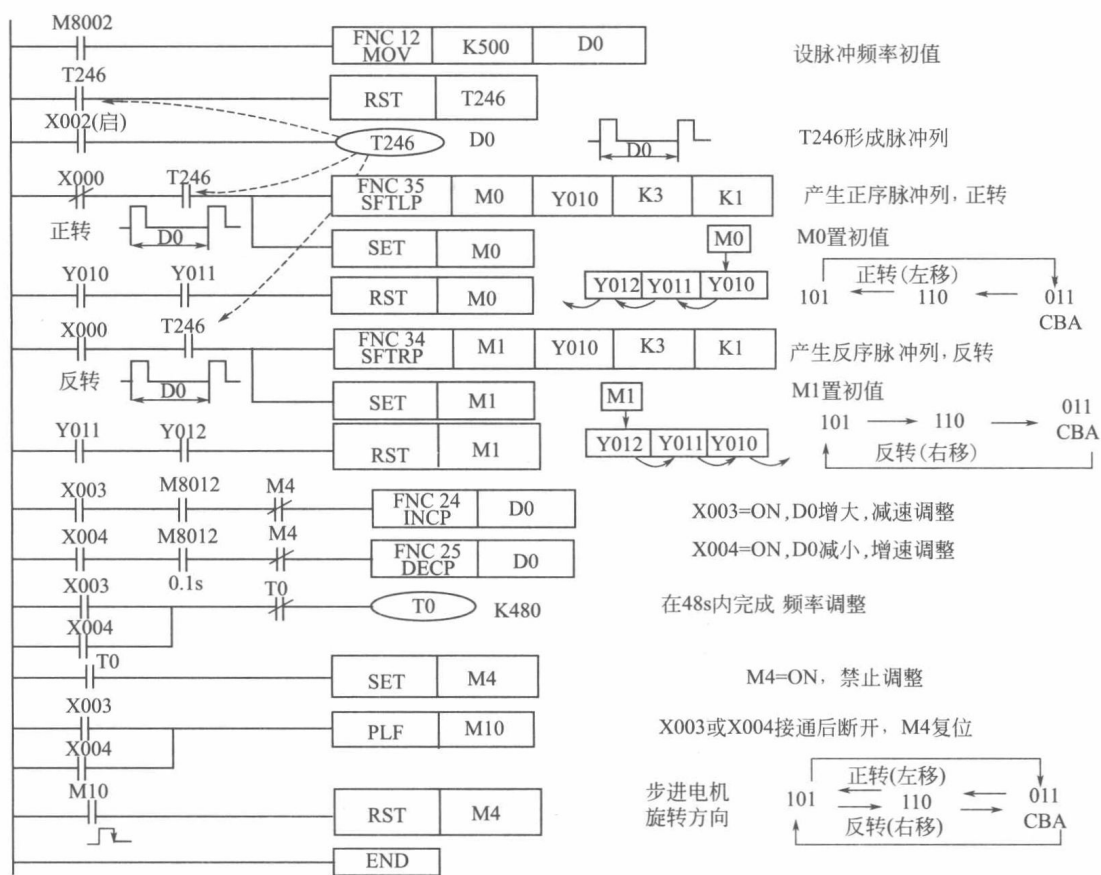 M8002
FNC 12 MOV K500 D0
设脉冲频率初值
T246
RST T246
X002(启)
T246 D0
D0
T246形成脉冲列
X000 T246
FNC 35 SFTLP M0 Y010 K3 K1
产生正序脉冲列,正转
正转
D0
SET M0
M0
M0置初值
Y010 Y011
RST M0
Y012 Y011 Y010
正转(左移)
101 110 011
CBA
X000 T246
FNC 34 SFTRP M1 Y010 K3 K1
产生反序脉冲列,反转
反转
D0
SET M1
M1
M1置初值
Y011 Y012
RST M1
Y012 Y011 Y010
101 110 011
CBA
反转(右移)
X003 M8012 M4
FNC 24 INCP D0
X003=ON,D0增大,减速调整
X004 M8012 M4
0.1s
FNC 25 DECP D0
X004=ON,D0减小,增速调整
X003 T0
T0 K480
在48s内完成 频率调整
X004
T0
SET M4
M4=ON，禁止调整
X003
PLF M10
X003或X004接通后断开，M4复位
X004
M10
RST M4
步进电机
旋转方向
正转(左移)
101 110 011
CBA
反转(右移)
END